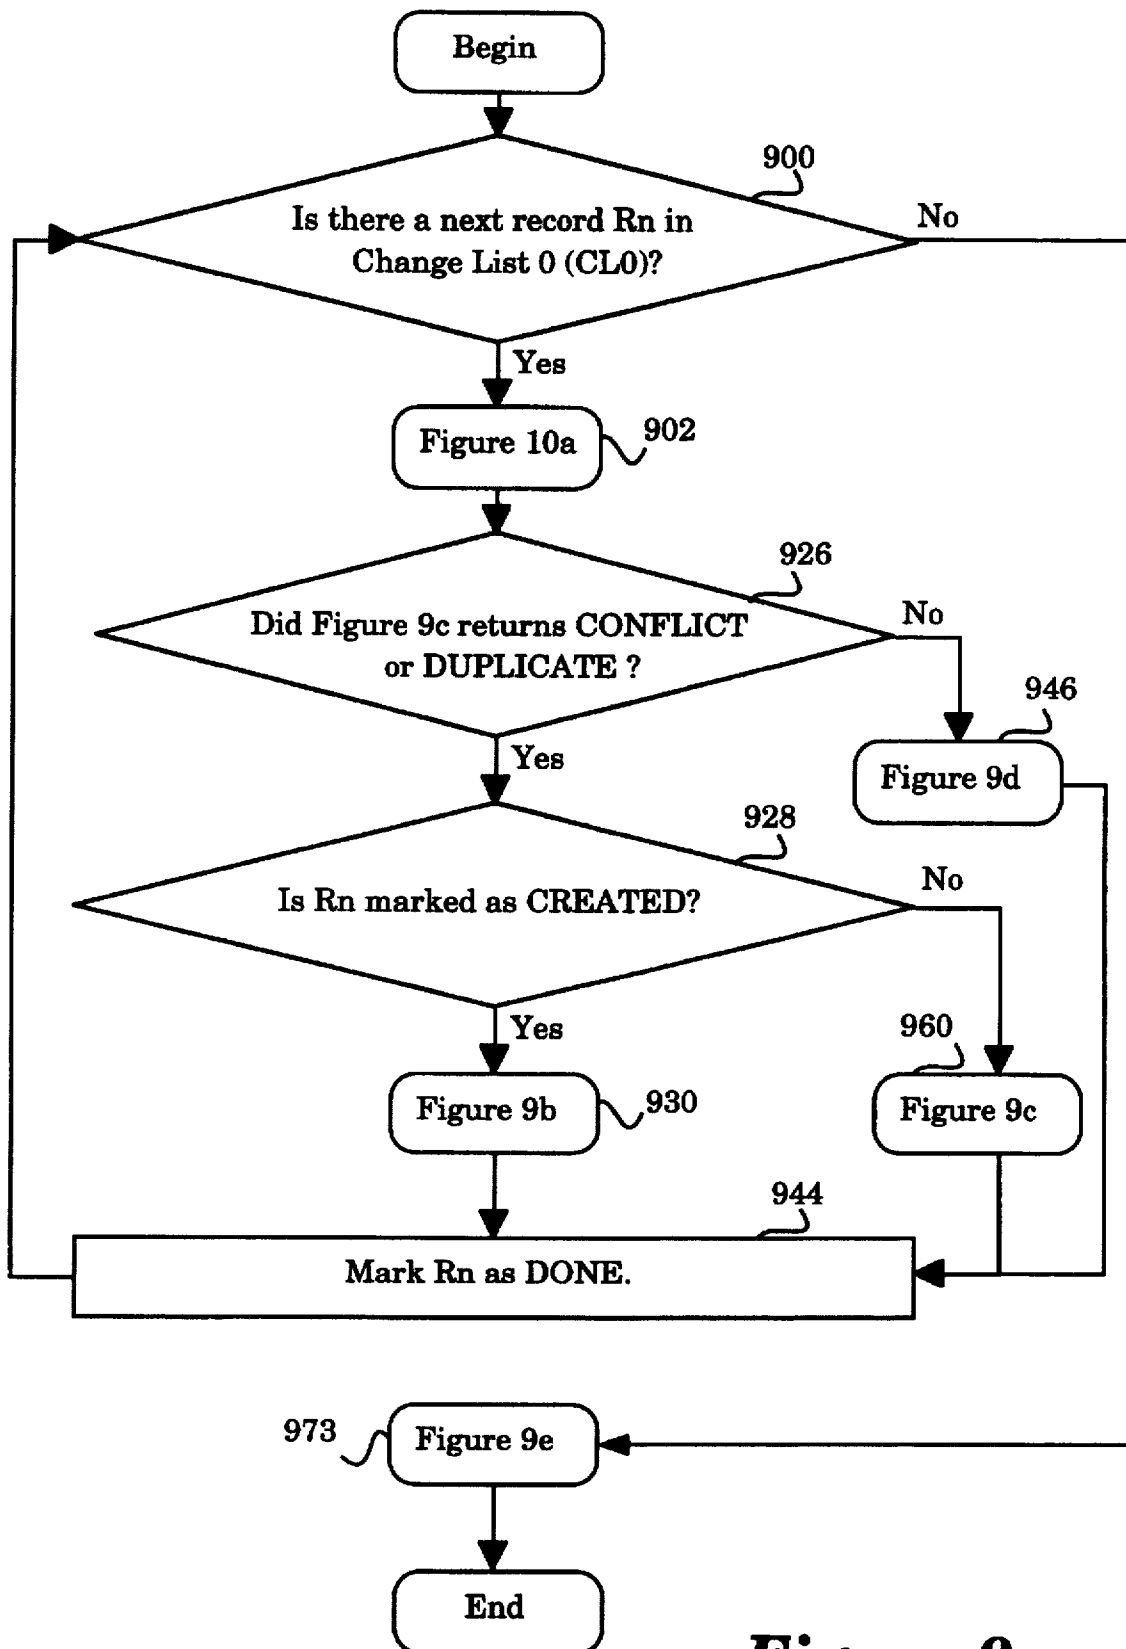 Begin
900
Is there a next record Rn in
Change List 0 (CL0)?
No
Yes
Figure 10a
902
926
Did Figure 9c returns CONFLICT
or DUPLICATE ?
No
946
Yes
Figure 9d
928
Is Rn marked as CREATED?
No
Yes
960
Figure 9b
930
Figure 9c
944
Mark Rn as DONE.
973
Figure 9e
End